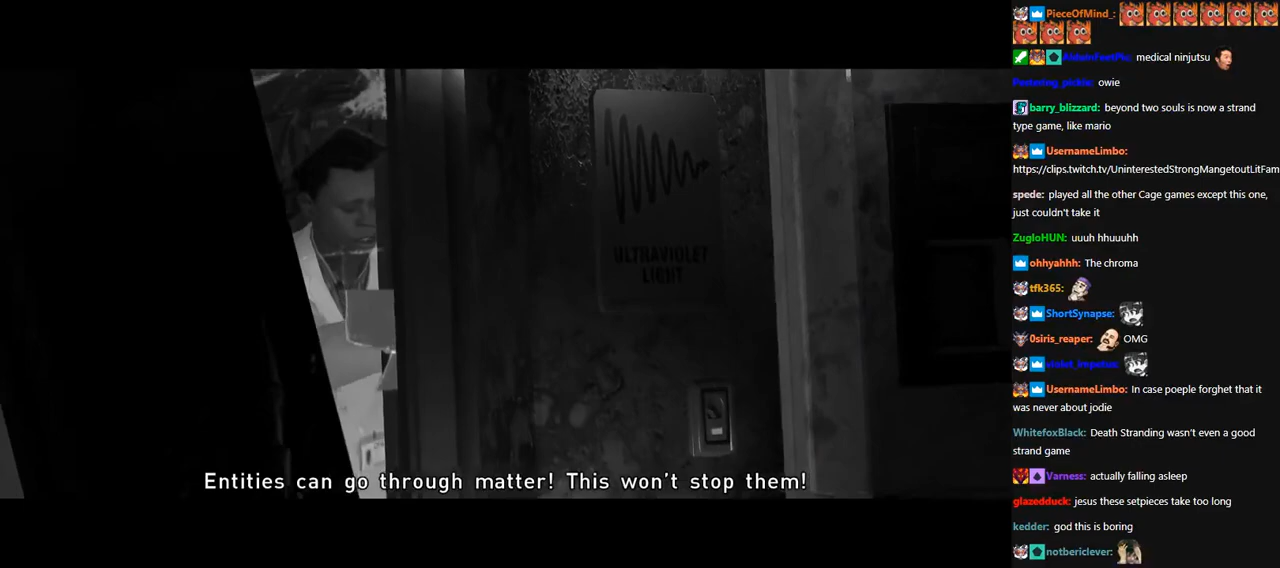 ULTRAVIOLET
LIGHT
Entities can go through matter! This won't stop them!
PieceOfMind_:
medical ninjutsu
owie
barry_blizzard: beyond two souls is now a strand
type game, like mario
UsernameLimbo:
https://clips.twitch.tv/UninterestedStrongMangetoutLitFam
spede: played all the other Cage games except this one,
just couldn't take it
ZugloHUN: uuuh hhuuuhh
ohhyahhh: The chroma
tfk365:
ShortSynapse:
0siris_reaper: OMG
violet_impetus:
UsernameLimbo: In case poeple forghet that it
was never about jodie
WhitefoxBlack: Death Stranding wasn't even a good
strand game
Varness: actually falling asleep
glazedduck: jesus these setpieces take too long
kedder: god this is boring
notbericlever: